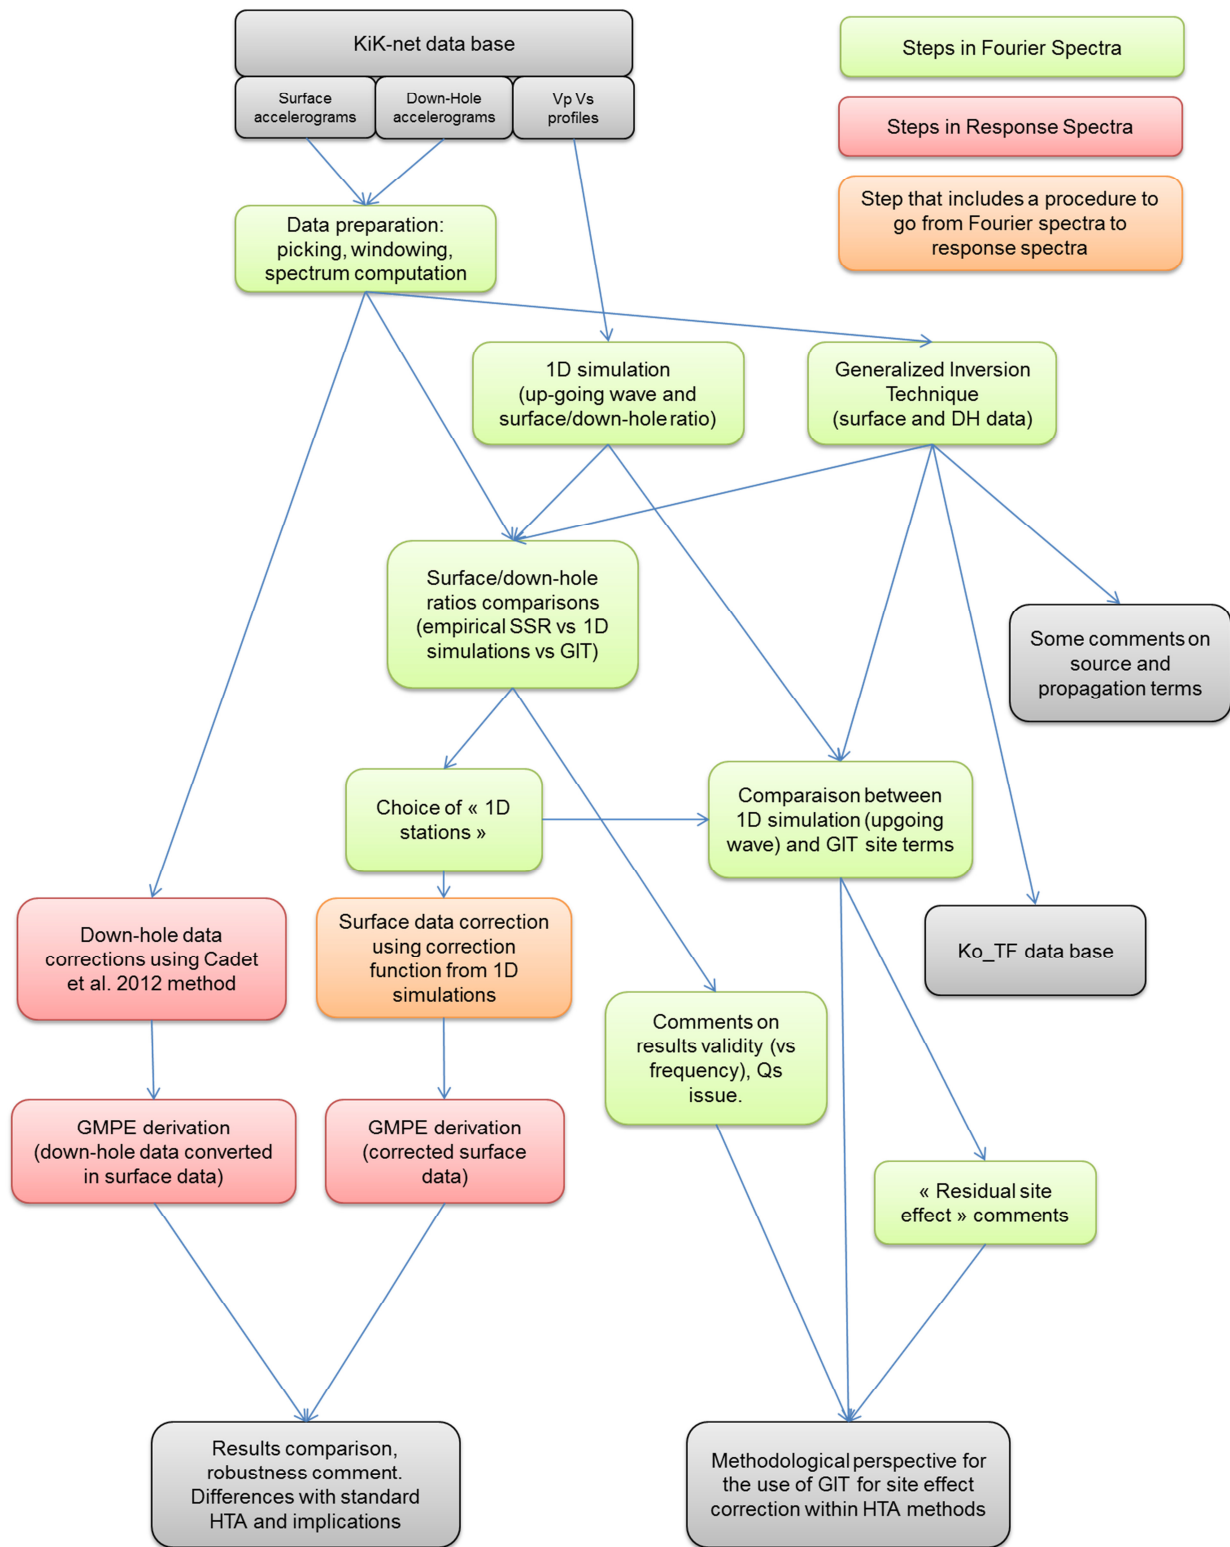 KiK-net data base
Surface
accelerograms
Down-Hole
accelerograms
Vp Vs
profiles
Steps in Fourier Spectra
Steps in Response Spectra
Step that includes a procedure to
go from Fourier spectra to
response spectra
Data preparation:
picking, windowing,
spectrum computation
1D simulation
(up-going wave and
surface/down-hole ratio)
Generalized Inversion
Technique
(surface and DH data)
Surface/down-hole
ratios comparisons
(empirical SSR vs 1D
simulations vs GIT)
Some comments on
source and
propagation terms
Choice of « 1D
stations »
Comparaison between
1D simulation (upgoing
wave) and GIT site terms
Down-hole data
corrections using Cadet
et al. 2012 method
Surface data correction
using correction
function from 1D
simulations
Ko_TF data base
Comments on
results validity (vs
frequency), Qs
issue.
GMPE derivation
(down-hole data converted
in surface data)
GMPE derivation
(corrected surface
data)
« Residual site
effect » comments
Results comparison,
robustness comment.
Differences with standard
HTA and implications
Methodological perspective for
the use of GIT for site effect
correction within HTA methods